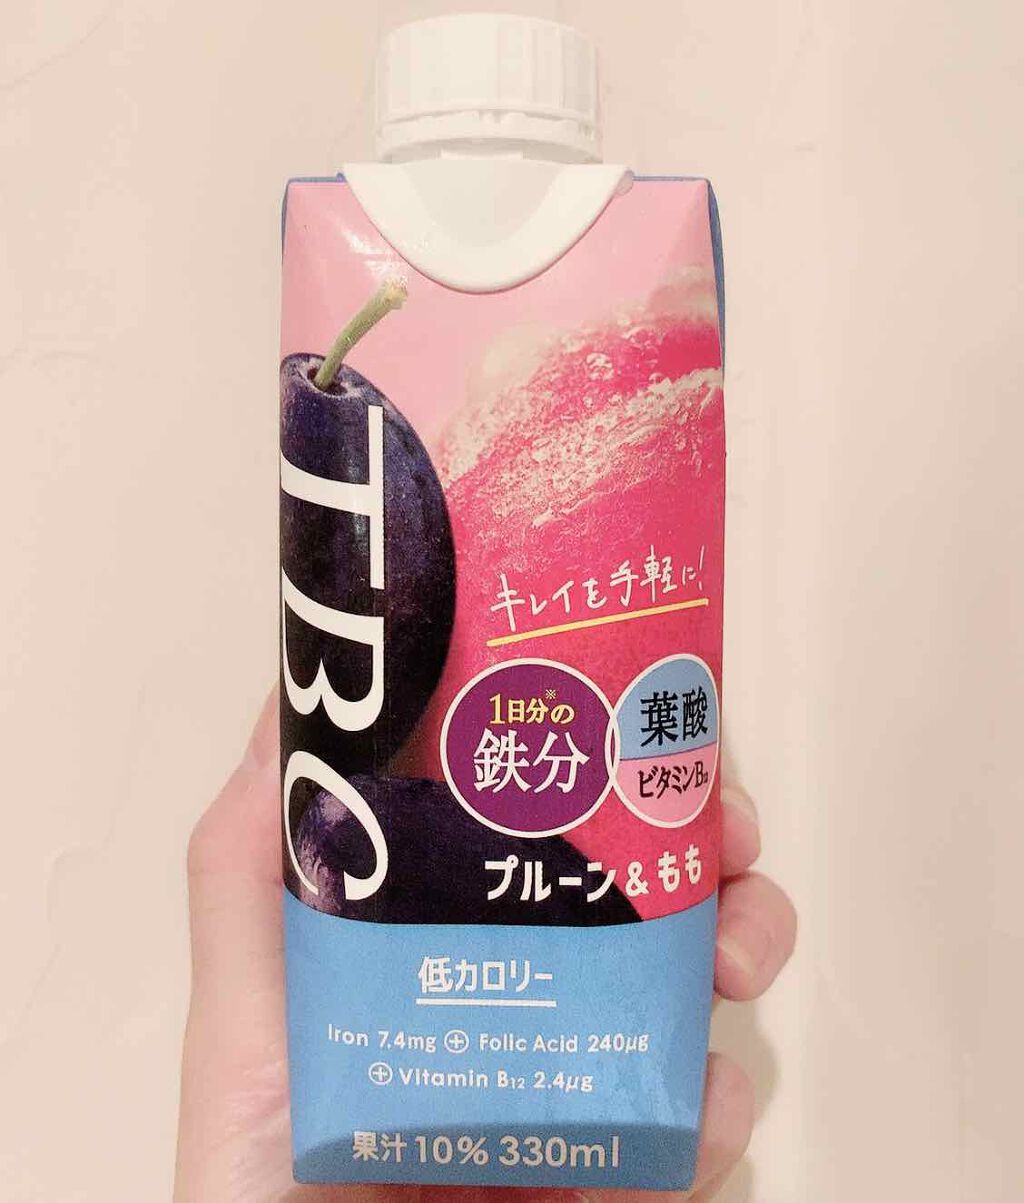 TBC
キレイを手軽に!
1日分の※
鉄分
葉酸
ビタミンB12
プルーン&もも
低カロリー
Iron 7.4mg ⊕ Folic Acid 240μg
⊕ Vitamin B12 2.4μg
果汁10% 330ml